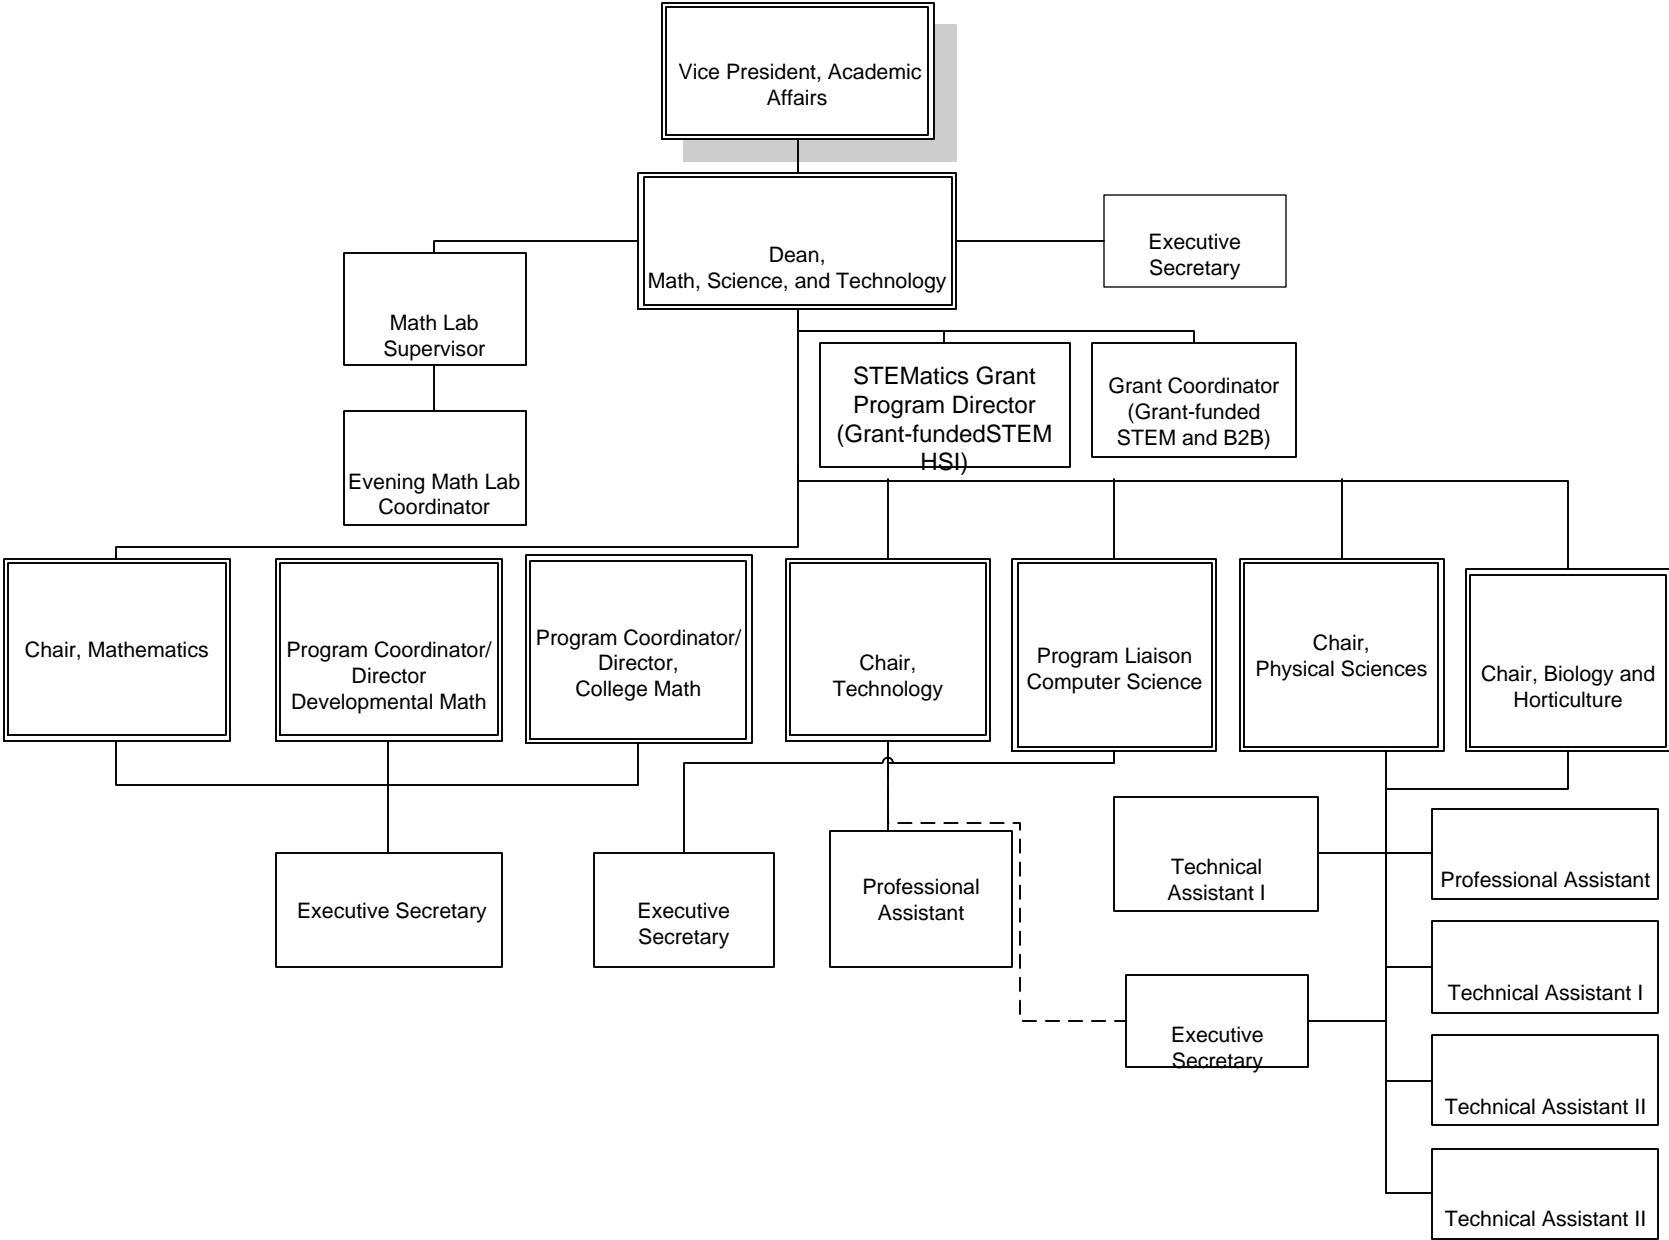 Vice President, Academic
Affairs
Dean,
Math, Science, and Technology
Executive
Secretary
Math Lab
Supervisor
STEMatics Grant
Program Director
(Grant-fundedSTEM
HSI)
Grant Coordinator
(Grant-funded
STEM and B2B)
Evening Math Lab
Coordinator
Chair, Mathematics
Program Coordinator/
Director
Developmental Math
Program Coordinator/
Director,
College Math
Chair,
Technology
Program Liaison
Computer Science
Chair,
Physical Sciences
Chair, Biology and
Horticulture
Executive Secretary
Executive
Secretary
Professional
Assistant
Technical
Assistant I
Professional Assistant
Technical Assistant I
Executive
Secretary
Technical Assistant II
Technical Assistant II